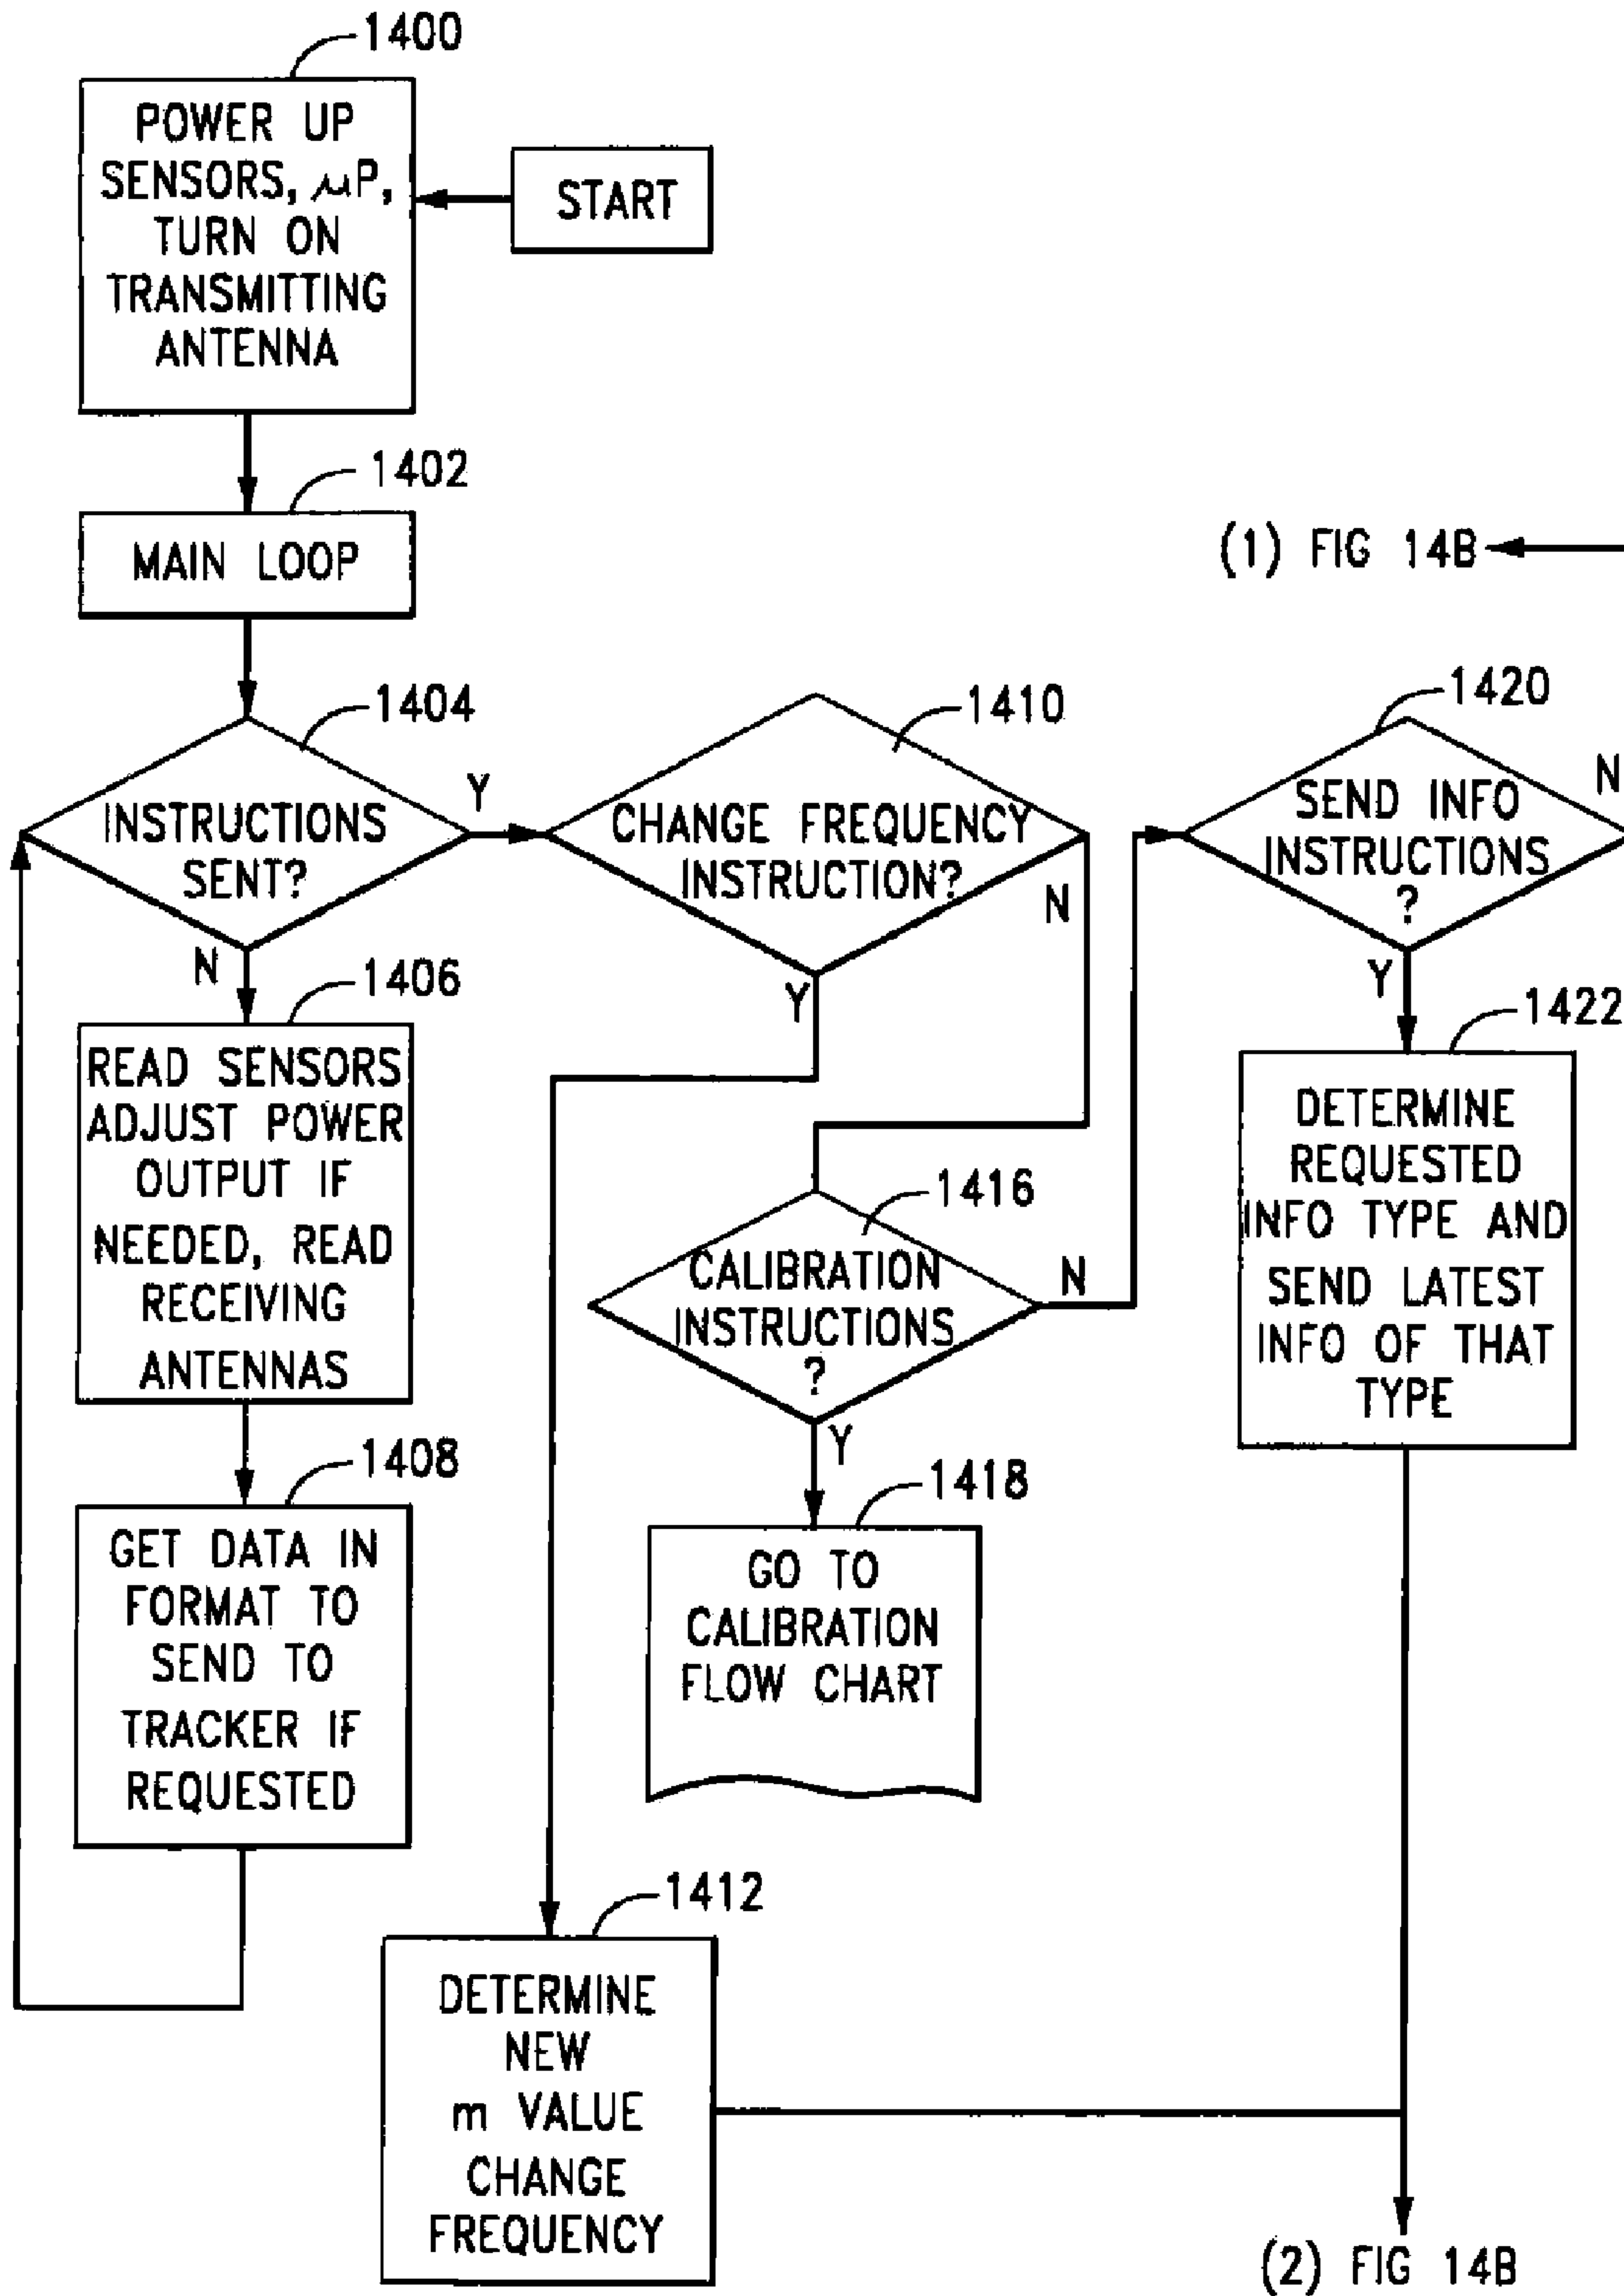 1400
POWER UP
SENSORS, μP,
TURN ON
TRANSMITTING
ANTENNA
START
1402
MAIN LOOP
(1) FIG 14B
1404
INSTRUCTIONS
SENT?
Y
N
1410
CHANGE FREQUENCY
INSTRUCTION?
N
Y
1420
SEND INFO
INSTRUCTIONS
?
N
Y
1406
READ SENSORS
ADJUST POWER
OUTPUT IF
NEEDED, READ
RECEIVING
ANTENNAS
1422
DETERMINE
REQUESTED
INFO TYPE AND
SEND LATEST
INFO OF THAT
TYPE
1416
CALIBRATION
INSTRUCTIONS
?
N
Y
1408
GET DATA IN
FORMAT TO
SEND TO
TRACKER IF
REQUESTED
1418
GO TO
CALIBRATION
FLOW CHART
1412
DETERMINE
NEW
m VALUE
CHANGE
FREQUENCY
(2) FIG 14B